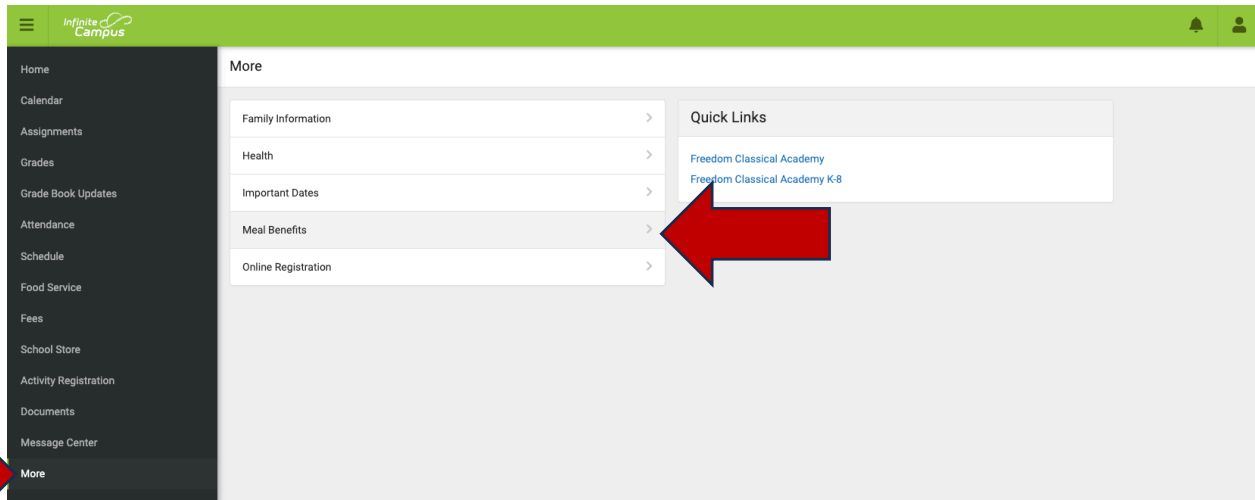 Infinite
Campus
Home
Calendar
Assignments
Grades
Grade Book Updates
Attendance
Schedule
Food Service
Fees
School Store
Activity Registration
Documents
Message Center
More
More
Family Information
Health
Important Dates
Meal Benefits
Online Registration
Quick Links
Freedom Classical Academy
Freedom Classical Academy K-8